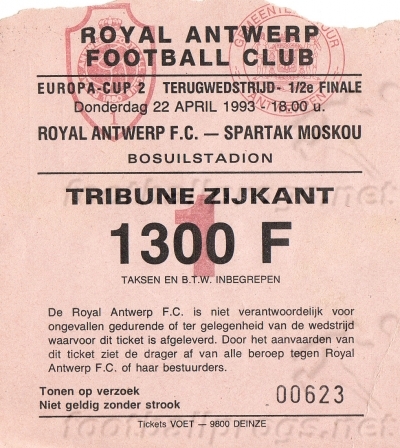 ROYAL ANTWERP
FOOTBALL CLUB
EUROPA-CUP 2 TERUGWEDSTRIJD- 1/2e FINALE
Donderdag 22 APRIL 1993 - 18.00 u.
ROYAL ANTWERP F.C. — SPARTAK MOSKOU
BOSUILSTADION
TRIBUNE ZIJKANT
1
1300 F
TAKSEN EN B.T.W. INBEGREPEN
De Royal Antwerp F.C. is niet verantwoordelijk voor
ongevallen gedurende of ter gelegenheid van de wedstrijd
waarvoor dit ticket is afgeleverd. Door het aanvaarden van
dit ticket ziet de drager af van alle beroep tegen Royal
Antwerp F.C. of haar bestuurders.
Tonen op verzoek
Niet geldig zonder strook
00623
Tickets VOET — 9800 DEINZE